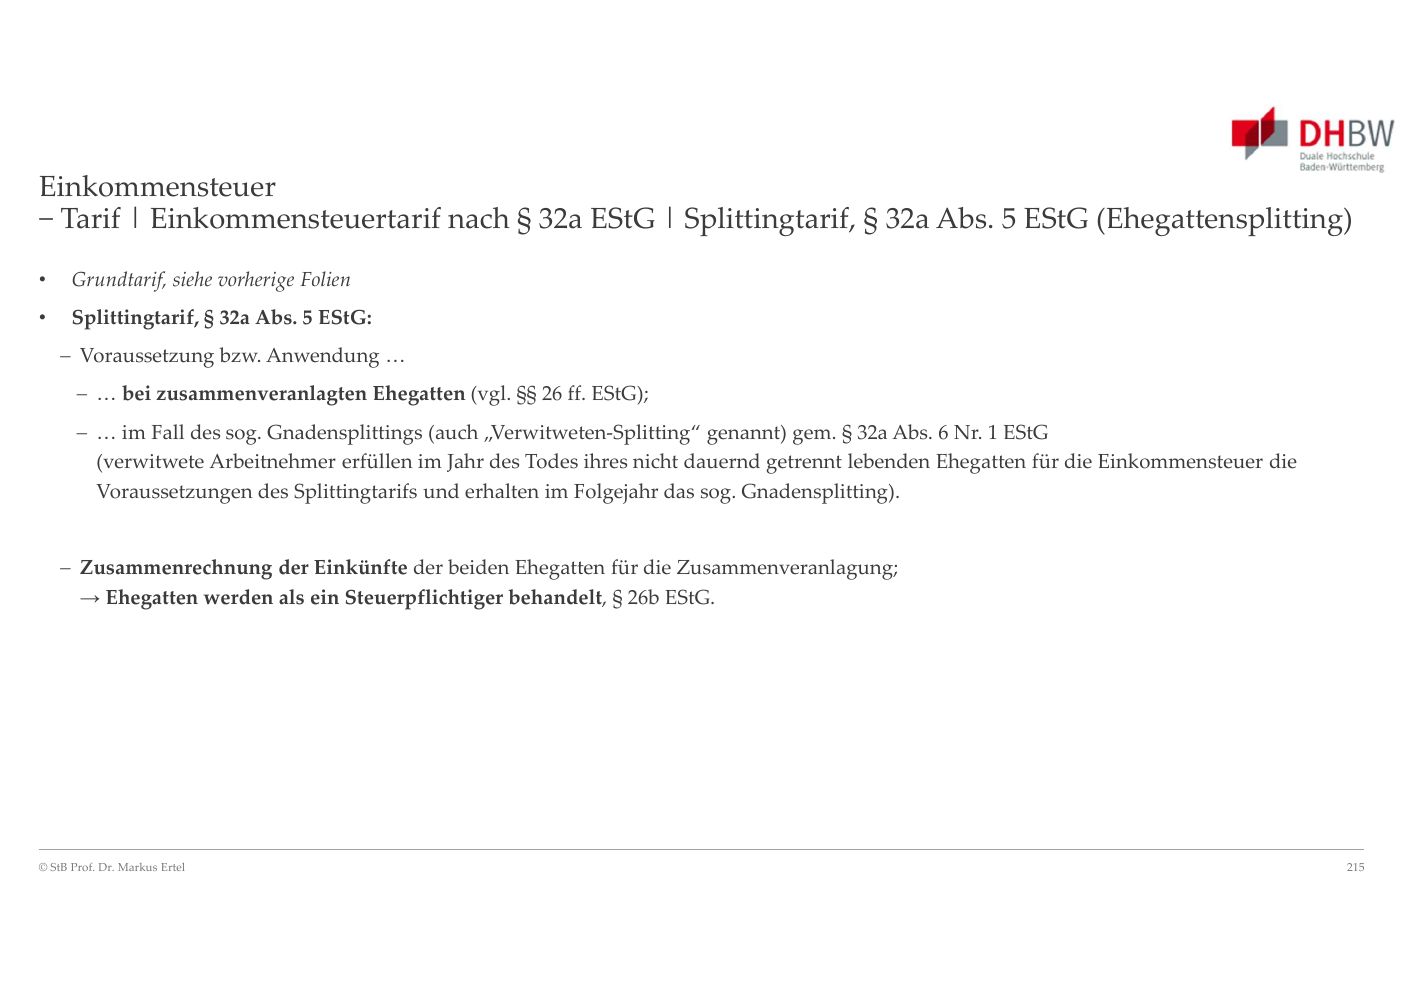 DHBW
Duale Hochschule
Baden-Württemberg
Einkommensteuer
– Tarif | Einkommensteuertarif nach § 32a EStG | Splittingtarif, § 32a Abs. 5 EStG (Ehegattensplitting)
• Grundtarif, siehe vorherige Folien
• Splittingtarif, § 32a Abs. 5 EStG:
– Voraussetzung bzw. Anwendung …
– … bei zusammenveranlagten Ehegatten (vgl. §§ 26 ff. EStG);
– … im Fall des sog. Gnadensplittings (auch „Verwitweten-Splitting“ genannt) gem. § 32a Abs. 6 Nr. 1 EStG
(verwitwete Arbeitnehmer erfüllen im Jahr des Todes ihres nicht dauernd getrennt lebenden Ehegatten für die Einkommensteuer die
Voraussetzungen des Splittingtarifs und erhalten im Folgejahr das sog. Gnadensplitting).
– Zusammenrechnung der Einkünfte der beiden Ehegatten für die Zusammenveranlagung;
→ Ehegatten werden als ein Steuerpflichtiger behandelt, § 26b EStG.
© StB Prof. Dr. Markus Ertel
215